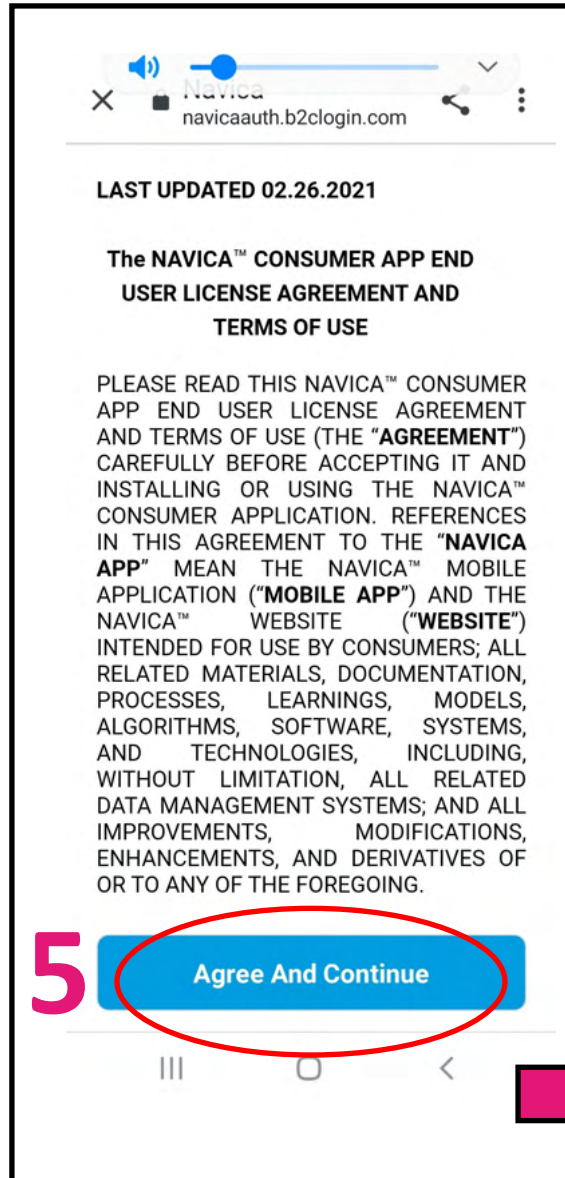 Navica
navicaauth.b2clogin.com
LAST UPDATED 02.26.2021
The NAVICA™ CONSUMER APP END
USER LICENSE AGREEMENT AND
TERMS OF USE
PLEASE READ THIS NAVICA™ CONSUMER
APP END USER LICENSE AGREEMENT
AND TERMS OF USE (THE “AGREEMENT”)
CAREFULLY BEFORE ACCEPTING IT AND
INSTALLING OR USING THE NAVICA™
CONSUMER APPLICATION. REFERENCES
IN THIS AGREEMENT TO THE “NAVICA
APP” MEAN THE NAVICA™ MOBILE
APPLICATION (“MOBILE APP”) AND THE
NAVICA™ WEBSITE (“WEBSITE”)
INTENDED FOR USE BY CONSUMERS; ALL
RELATED MATERIALS, DOCUMENTATION,
PROCESSES, LEARNINGS, MODELS,
ALGORITHMS, SOFTWARE, SYSTEMS,
AND TECHNOLOGIES, INCLUDING,
WITHOUT LIMITATION, ALL RELATED
DATA MANAGEMENT SYSTEMS; AND ALL
IMPROVEMENTS, MODIFICATIONS,
ENHANCEMENTS, AND DERIVATIVES OF
OR TO ANY OF THE FOREGOING.
5
Agree And Continue